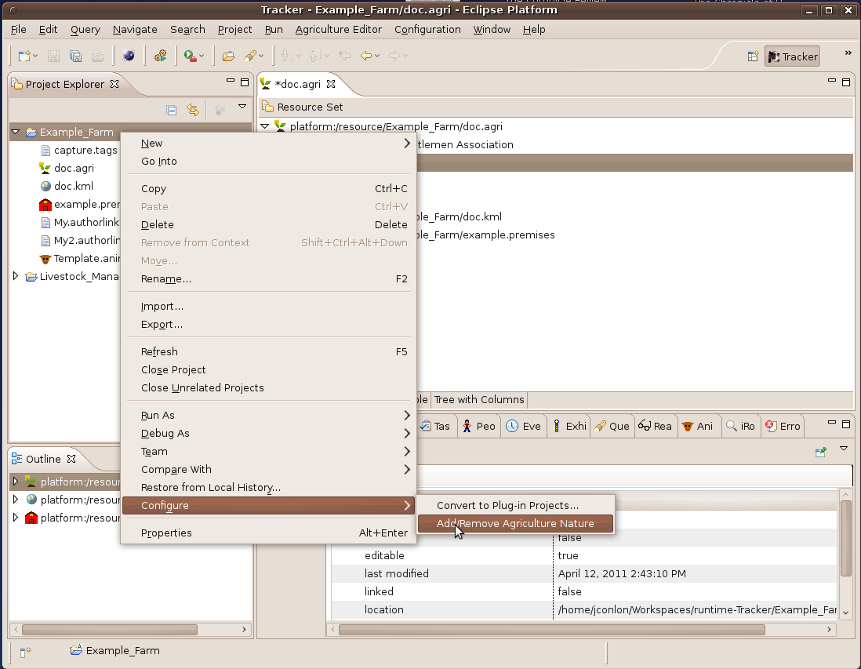 Tracker - Example_Farm/doc.agri - Eclipse Platform
File Edit Query Navigate Search Project Run Agriculture Editor Configuration Window Help
Tracker
Project Explorer
*doc.agri
Resource Set
Example_Farm
platform:/resource/Example_Farm/doc.agri
capture.tags
tlemen Association
doc.agri
doc.kml
example.prer
My.authorlink
le_Farm/doc.kml
My2.authorlin
le_Farm/example.premises
Template.anir
Livestock_Mana
New
Go Into
Copy Ctrl+C
Paste Ctrl+V
Delete Delete
Remove from Context Shift+Ctrl+Alt+Down
Move...
Rename... F2
Import...
Export...
Refresh F5
Close Project
Close Unrelated Projects
Run As
Debug As
Team
Compare With
Restore from Local History...
Configure
Properties Alt+Enter
Convert to Plug-in Projects...
Add/Remove Agriculture Nature
ble Tree with Columns
Tas Peo Eve Exhi Que Rea Ani iRo Erro
Outline
platform:/resour
platform:/resour
platform:/resour
false
editable true
last modified April 12, 2011 2:43:10 PM
linked false
location /home/jconlon/Workspaces/runtime-Tracker/Example_Far
Example_Farm